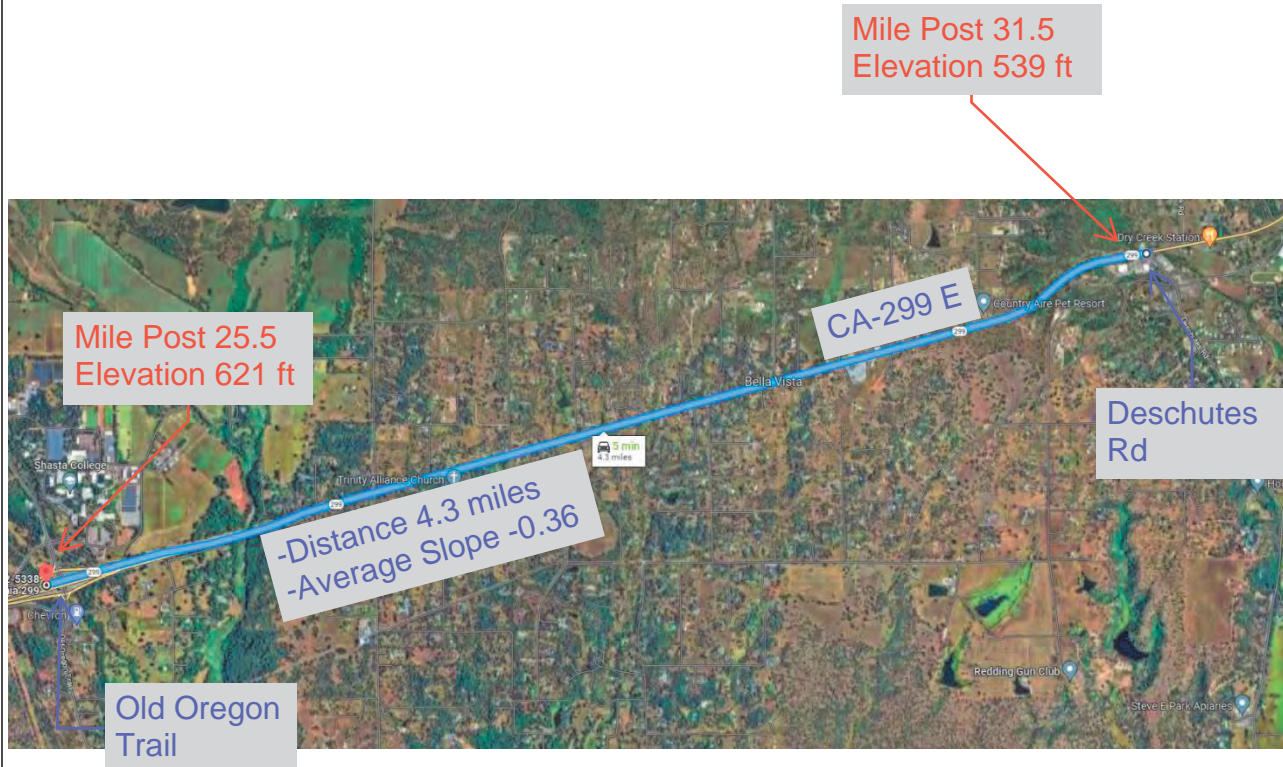 Mile Post 31.5
Elevation 539 ft
Dry Creek Station
299
CA-299 E
Country Aire Pet Resort
299
Mile Post 25.5
Elevation 621 ft
Bella Vista
Deschutes
Rd
5 min
4.3 miles
Shasta College
Trinity Alliance Church
299
-Distance 4.3 miles
-Average Slope -0.36
299
Chevron
Redding Gun Club
Steve E Park Apiaries
Old Oregon
Trail